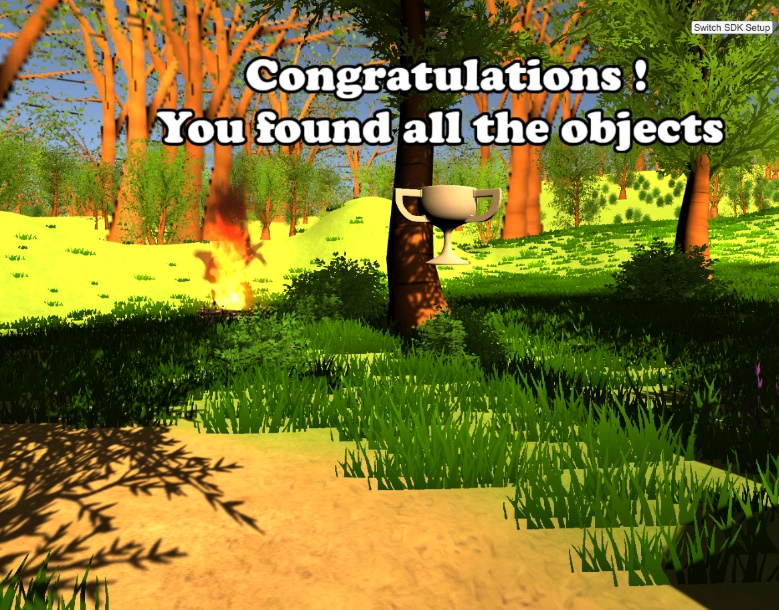 Switch SDK Setup
Congratulations !
You found all the objects